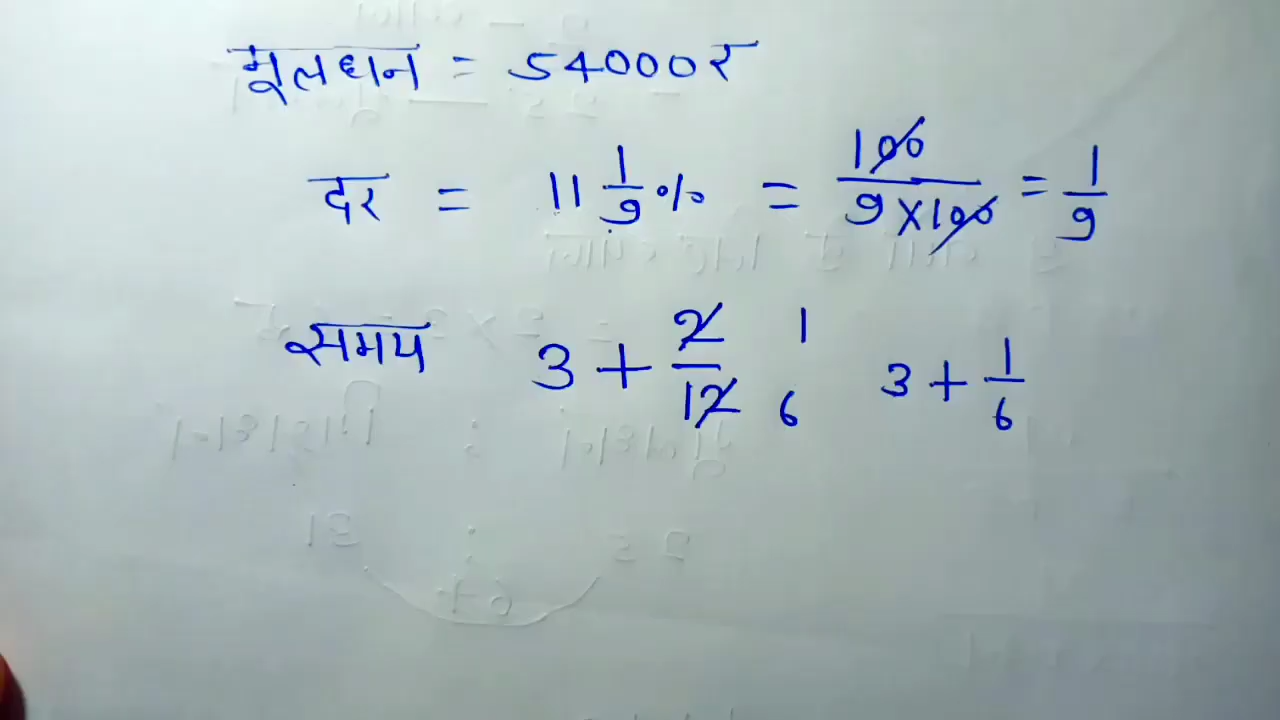 मूलधन = 54000र
दर = 11 1/9 % = 100/9×100 = 1/9
समय 3 + 2/12 1/6 3 + 1/6